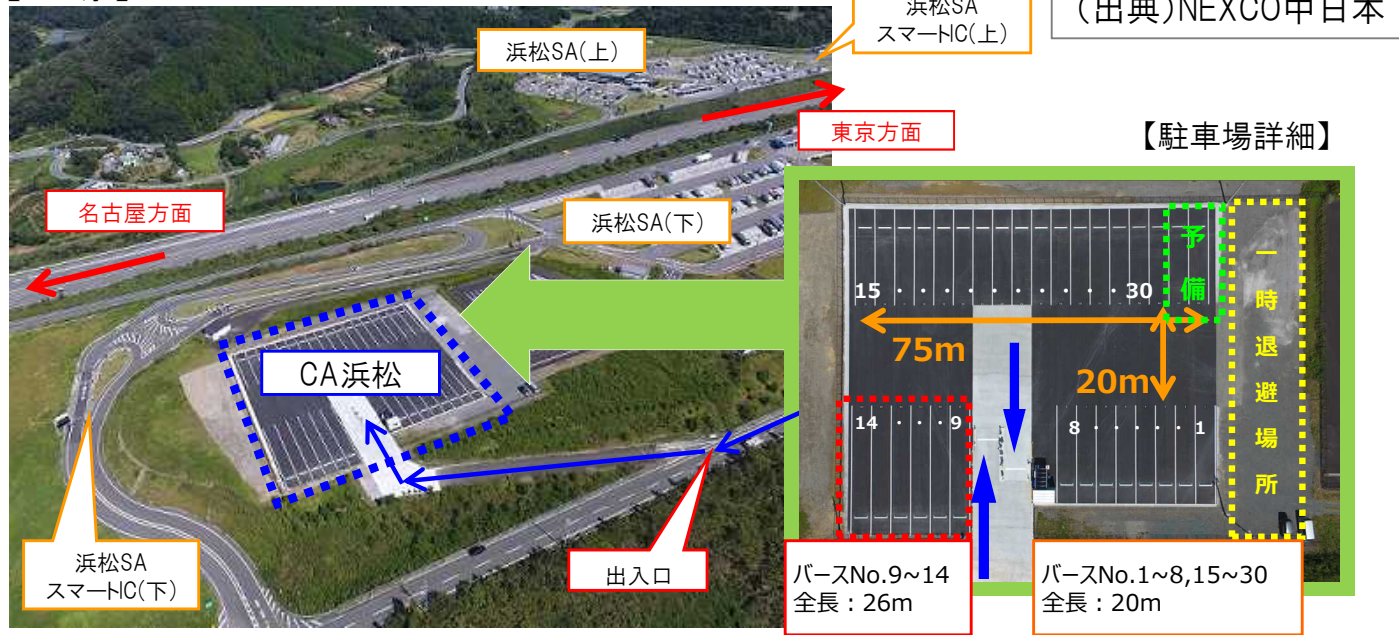 浜松SA
スマートIC(上)
(出典)NEXCO中日本
浜松SA(上)
東京方面
【駐車場詳細】
名古屋方面
浜松SA(下)
予備
一時退避場所
15・・・・・・・・・・30
75m
20m
CA浜松
14・・・9
8・・・・・1
浜松SA
スマートIC(下)
出入口
バースNo.9~14
全長：26m
バースNo.1~8,15~30
全長：20m